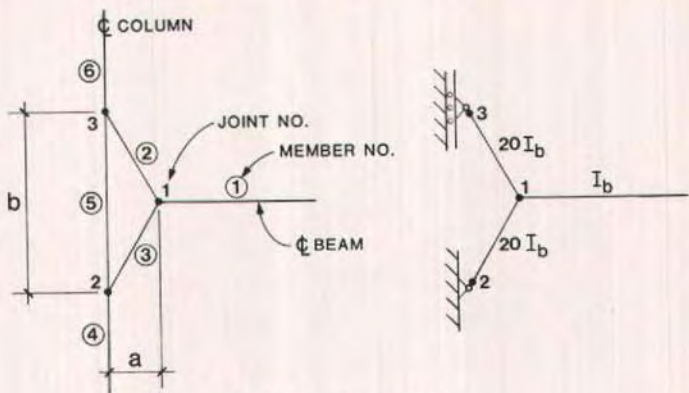 ℄ COLUMN
⑥
3
JOINT NO.
②
MEMBER NO.
1
①
b
⑤
③
℄ BEAM
2
④
a
3
20 I_b
1
I_b
20 I_b
2